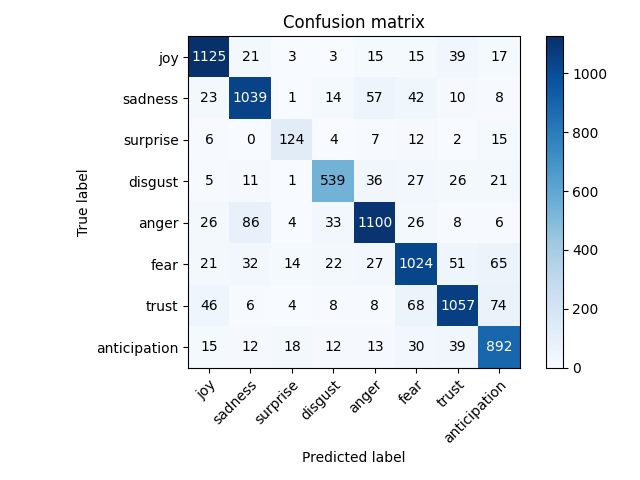 Confusion matrix
joy 1125 21 3 3 15 15 39 17
sadness 23 1039 1 14 57 42 10 8
surprise 6 0 124 4 7 12 2 15
disgust 5 11 1 539 36 27 26 21
anger 26 86 4 33 1100 26 8 6
fear 21 32 14 22 27 1024 51 65
trust 46 6 4 8 8 68 1057 74
anticipation 15 12 18 12 13 30 39 892
joy sadness surprise disgust anger fear trust anticipation
Predicted label
True label
1000
800
600
400
200
0